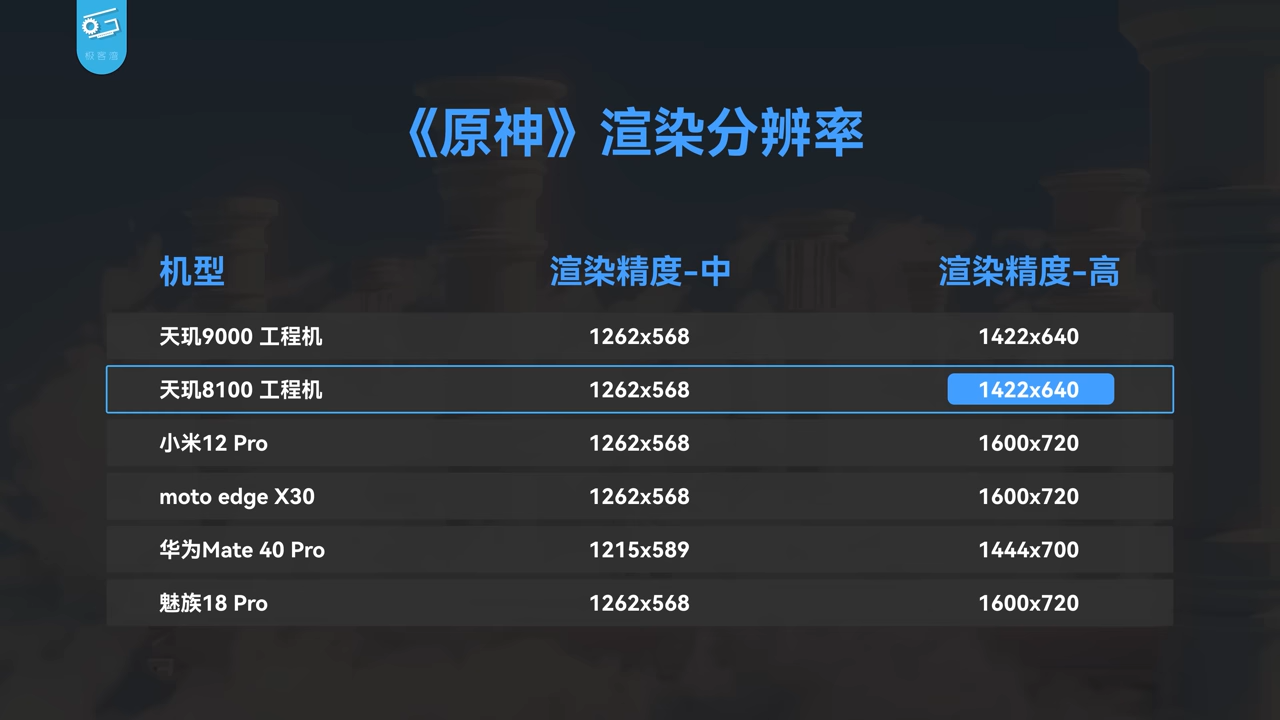 极客湾
《原神》渲染分辨率
机型 渲染精度-中 渲染精度-高
天玑9000 工程机 1262x568 1422x640
天玑8100 工程机 1262x568 1422x640
小米12 Pro 1262x568 1600x720
moto edge X30 1262x568 1600x720
华为Mate 40 Pro 1215x589 1444x700
魅族18 Pro 1262x568 1600x720